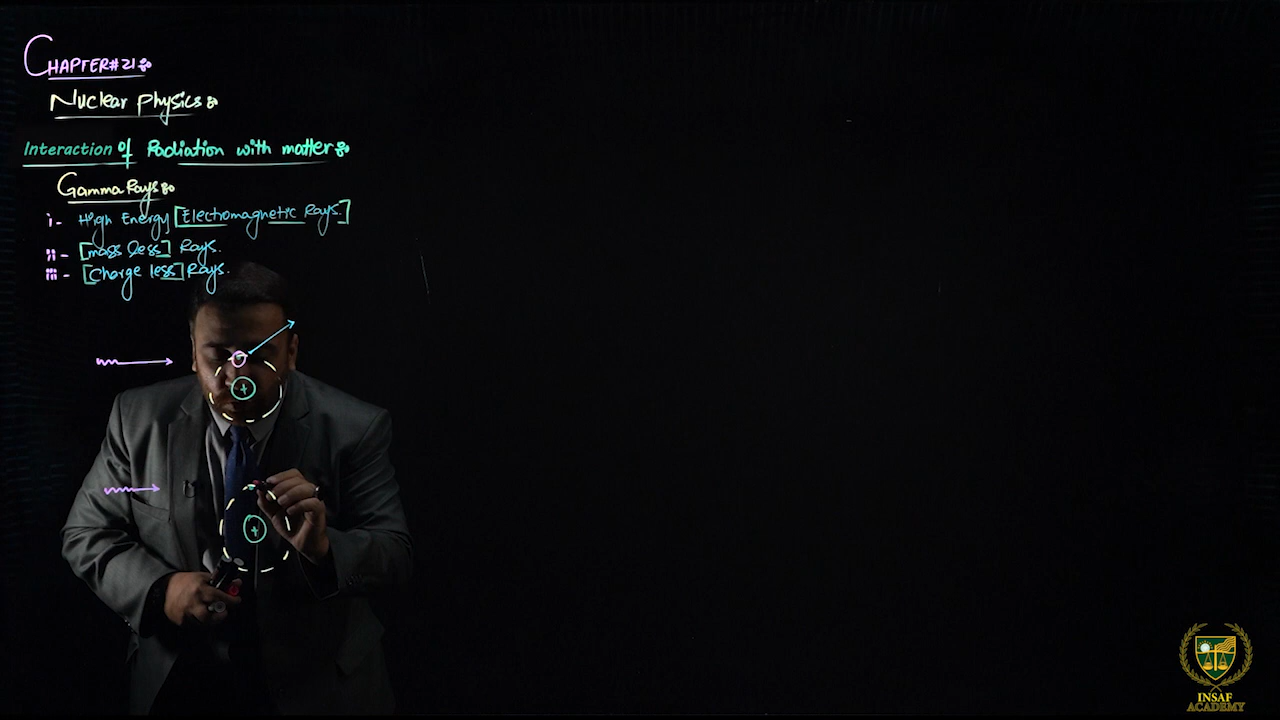 CHAPTER#21
Nuclear Physics
Interaction of Radiation with matter
Gamma Rays
i- High Energy [Electromagnetic Rays.]
ii- [mass less] Rays.
iii- [Charge less] Rays.
+
+
INSAF
ACADEMY